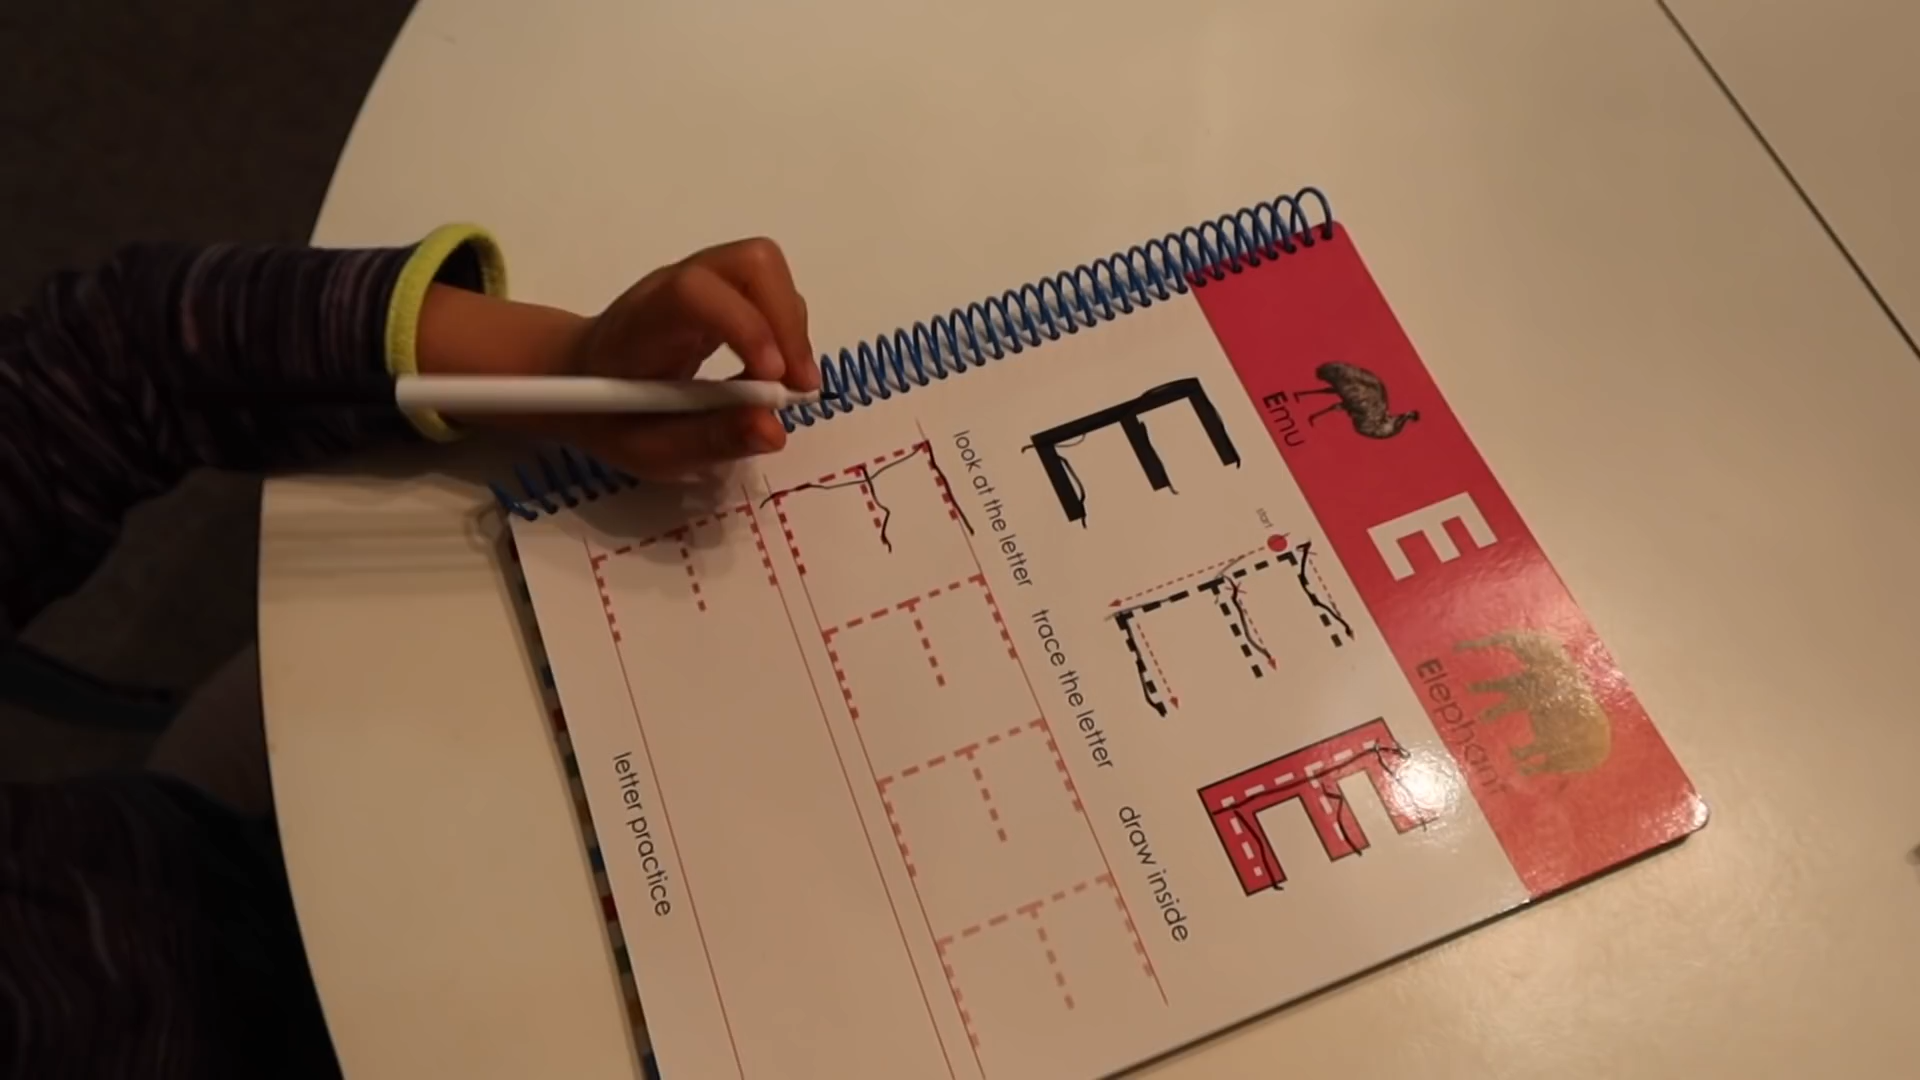 Emu
E
Elephant
E
start
E
E
look at the letter
trace the letter
draw inside
E E E E
E
letter practice